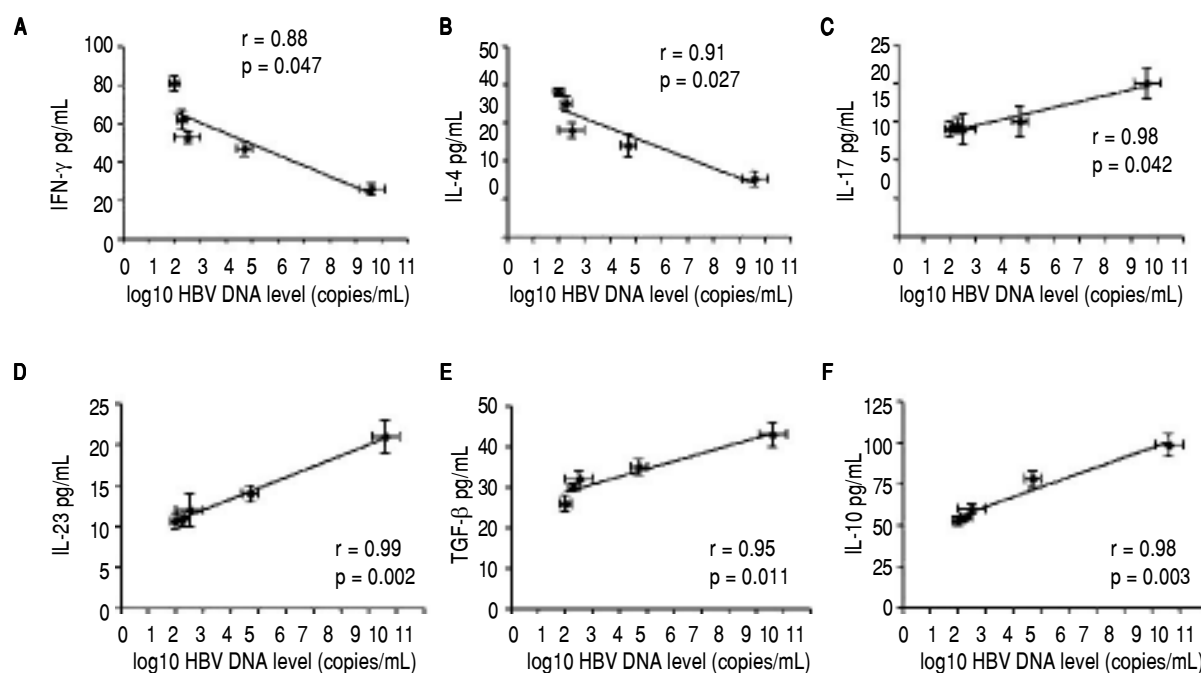 A
r = 0.88
p = 0.047
IFN-γ pg/mL
100
80
60
40
20
0
0 1 2 3 4 5 6 7 8 9 10 11
log10 HBV DNA level (copies/mL)
B
r = 0.91
p = 0.027
IL-4 pg/mL
50
40
30
20
10
0
0 1 2 3 4 5 6 7 8 9 10 11
log10 HBV DNA level (copies/mL)
C
r = 0.98
p = 0.042
IL-17 pg/mL
25
20
15
10
5
0
0 1 2 3 4 5 6 7 8 9 10 11
log10 HBV DNA level (copies/mL)
D
r = 0.99
p = 0.002
IL-23 pg/mL
25
20
15
10
5
0
0 1 2 3 4 5 6 7 8 9 10 11
log10 HBV DNA level (copies/mL)
E
r = 0.95
p = 0.011
TGF-β pg/mL
50
40
30
20
10
0
0 1 2 3 4 5 6 7 8 9 10 11
log10 HBV DNA level (copies/mL)
F
r = 0.98
p = 0.003
IL-10 pg/mL
125
100
75
50
25
0
0 1 2 3 4 5 6 7 8 9 10 11
log10 HBV DNA level (copies/mL)